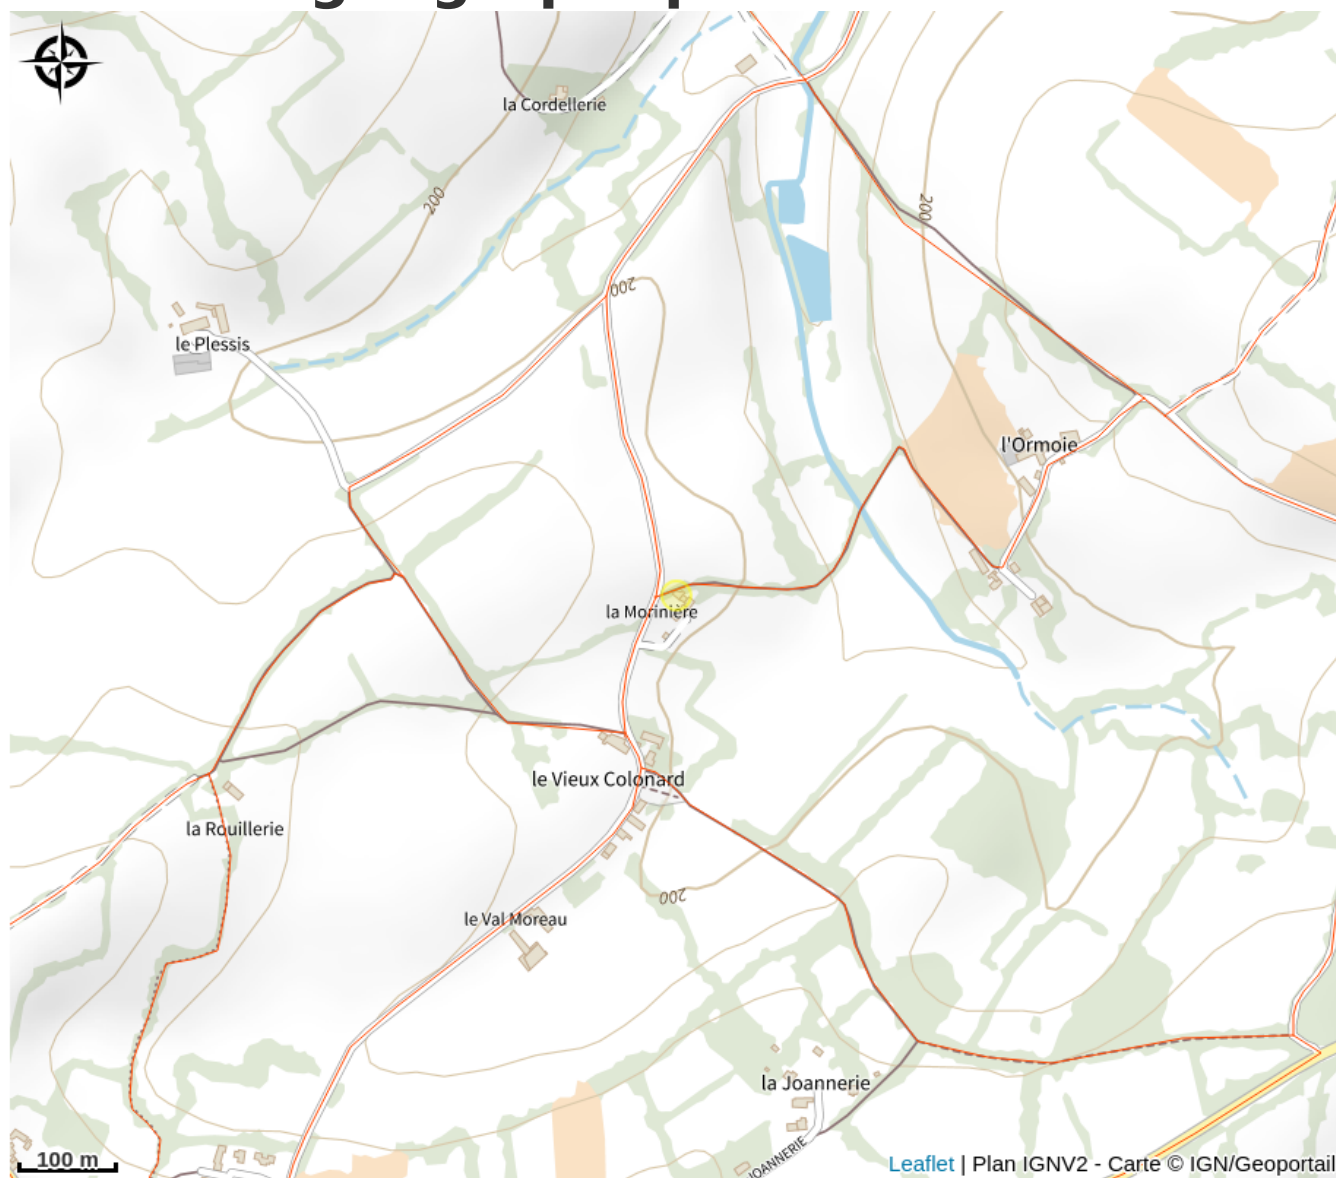 la Cordellerie
200
200
200
le Plessis
l'Ormoie
la Morinière
le Vieux Colonard
la Rouillerie
200
le Val Moreau
la Joannerie
JOANNERIE
100 m
Leaflet | Plan IGNV2 - Carte © IGN/Geoportail